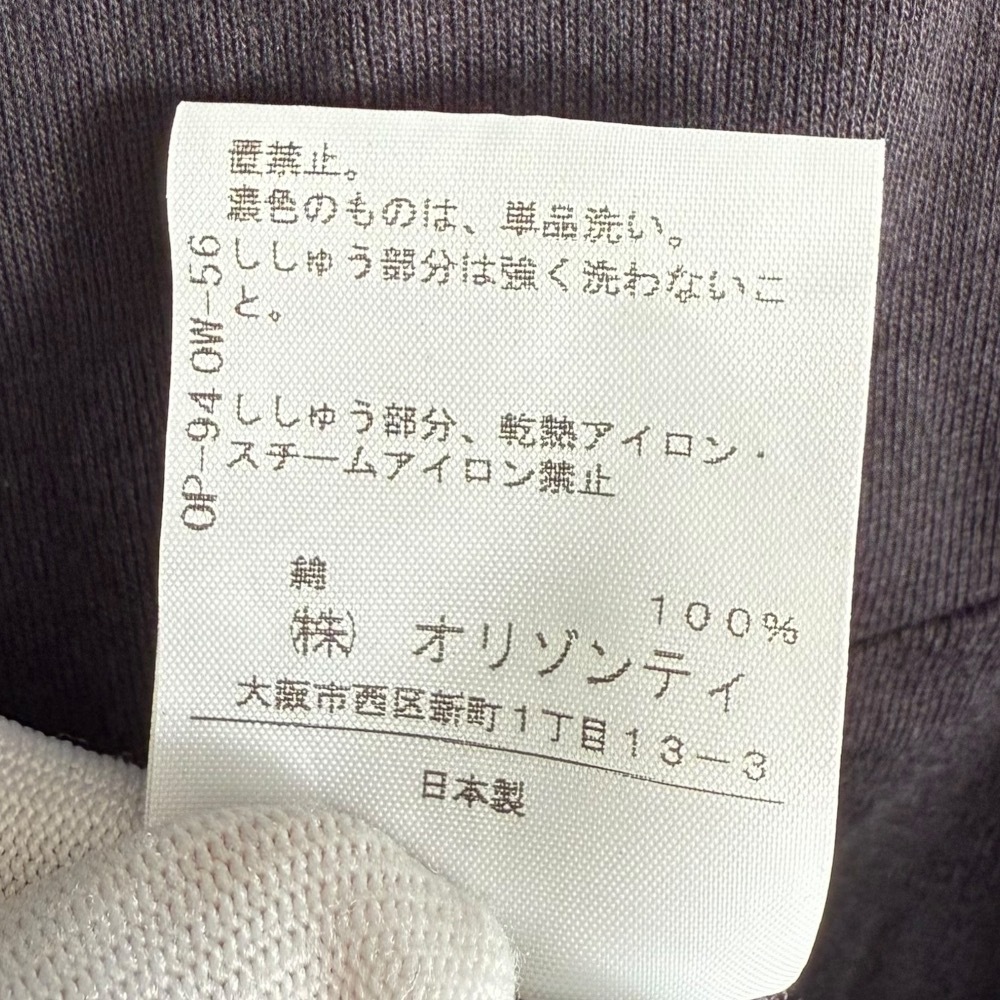 置禁止。
濃色のものは、単品洗い。
ししゅう部分は強く洗わないこ
と。
ししゅう部分、乾熱アイロン・
スチームアイロン禁止
OP-94 OW-56
綿 100%
㈱ オリゾンティ
大阪市西区新町1丁目13-3
日本製